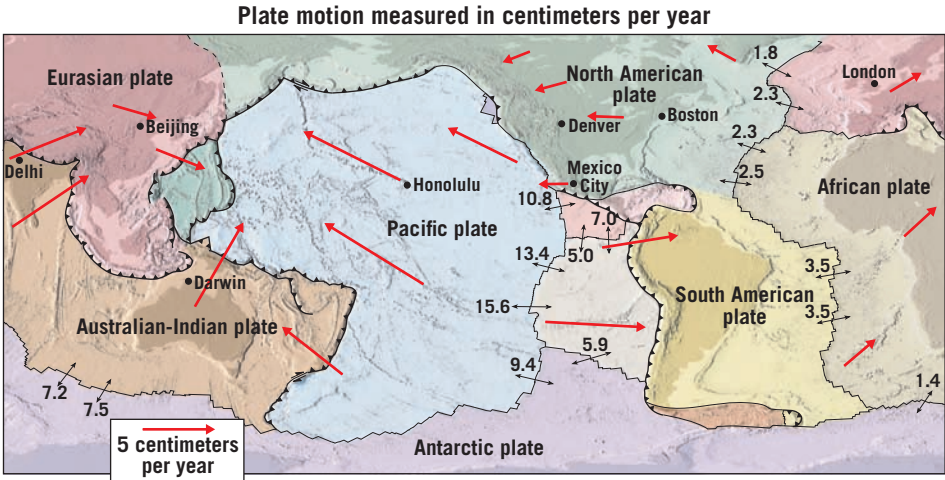 Plate motion measured in centimeters per year
Eurasian plate
North American
plate
London
1.8
2.3
Beijing
Denver
Boston
2.3
Delhi
Mexico
City
2.5
African plate
Honolulu
10.8
7.0
Pacific plate
13.4
5.0
Darwin
3.5
15.6
South American
plate
3.5
Australian-Indian plate
5.9
9.4
7.2
7.5
1.4
5 centimeters
per year
Antarctic plate